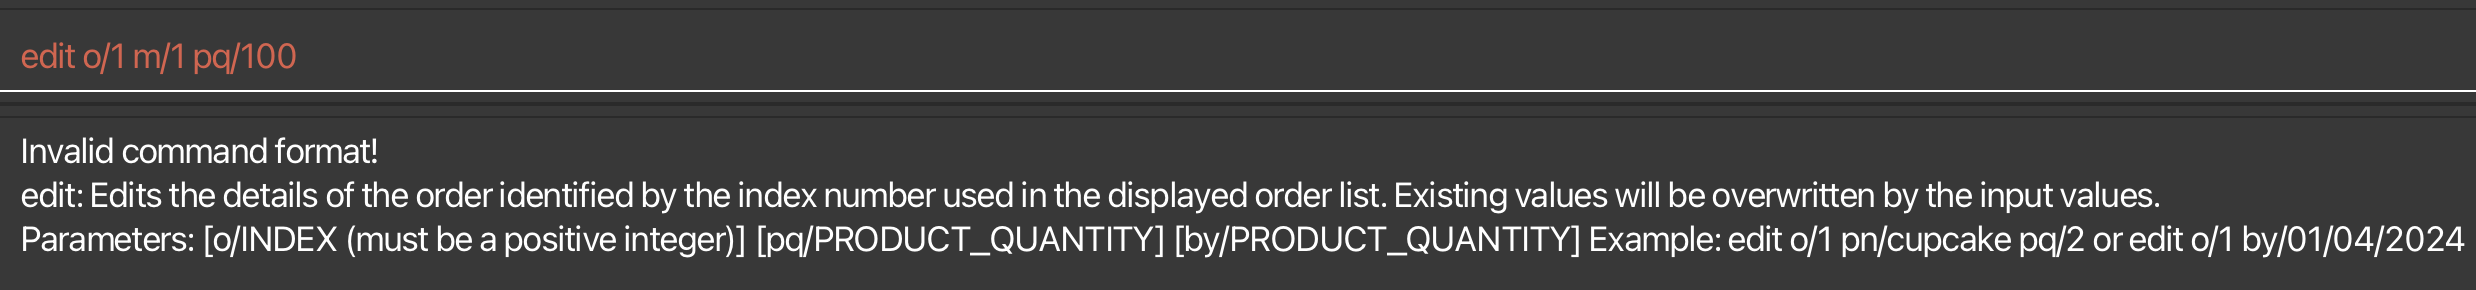 edit o/1 m/1 pq/100
Invalid command format!
edit: Edits the details of the order identified by the index number used in the displayed order list. Existing values will be overwritten by the input values.
Parameters: [o/INDEX (must be a positive integer)] [pq/PRODUCT_QUANTITY] [by/PRODUCT_QUANTITY] Example: edit o/1 pn/cupcake pq/2 or edit o/1 by/01/04/2024